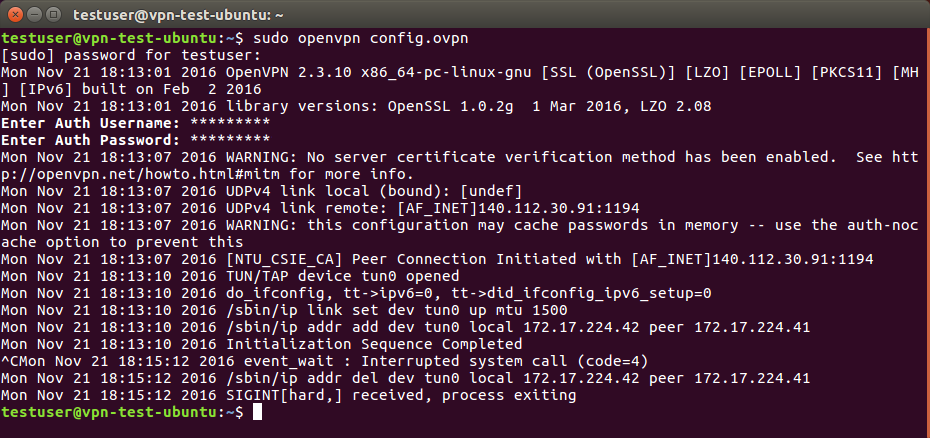 testuser@vpn-test-ubuntu: ~
testuser@vpn-test-ubuntu:~$ sudo openvpn config.ovpn
[sudo] password for testuser:
Mon Nov 21 18:13:01 2016 OpenVPN 2.3.10 x86_64-pc-linux-gnu [SSL (OpenSSL)] [LZO] [EPOLL] [PKCS11] [MH
] [IPv6] built on Feb  2 2016
Mon Nov 21 18:13:01 2016 library versions: OpenSSL 1.0.2g  1 Mar 2016, LZO 2.08
Enter Auth Username: *********
Enter Auth Password: *********
Mon Nov 21 18:13:07 2016 WARNING: No server certificate verification method has been enabled.  See htt
p://openvpn.net/howto.html#mitm for more info.
Mon Nov 21 18:13:07 2016 UDPv4 link local (bound): [undef]
Mon Nov 21 18:13:07 2016 UDPv4 link remote: [AF_INET]140.112.30.91:1194
Mon Nov 21 18:13:07 2016 WARNING: this configuration may cache passwords in memory -- use the auth-noc
ache option to prevent this
Mon Nov 21 18:13:07 2016 [NTU_CSIE_CA] Peer Connection Initiated with [AF_INET]140.112.30.91:1194
Mon Nov 21 18:13:10 2016 TUN/TAP device tun0 opened
Mon Nov 21 18:13:10 2016 do_ifconfig, tt->ipv6=0, tt->did_ifconfig_ipv6_setup=0
Mon Nov 21 18:13:10 2016 /sbin/ip link set dev tun0 up mtu 1500
Mon Nov 21 18:13:10 2016 /sbin/ip addr add dev tun0 local 172.17.224.42 peer 172.17.224.41
Mon Nov 21 18:13:10 2016 Initialization Sequence Completed
^CMon Nov 21 18:15:12 2016 event_wait : Interrupted system call (code=4)
Mon Nov 21 18:15:12 2016 /sbin/ip addr del dev tun0 local 172.17.224.42 peer 172.17.224.41
Mon Nov 21 18:15:12 2016 SIGINT[hard,] received, process exiting
testuser@vpn-test-ubuntu:~$